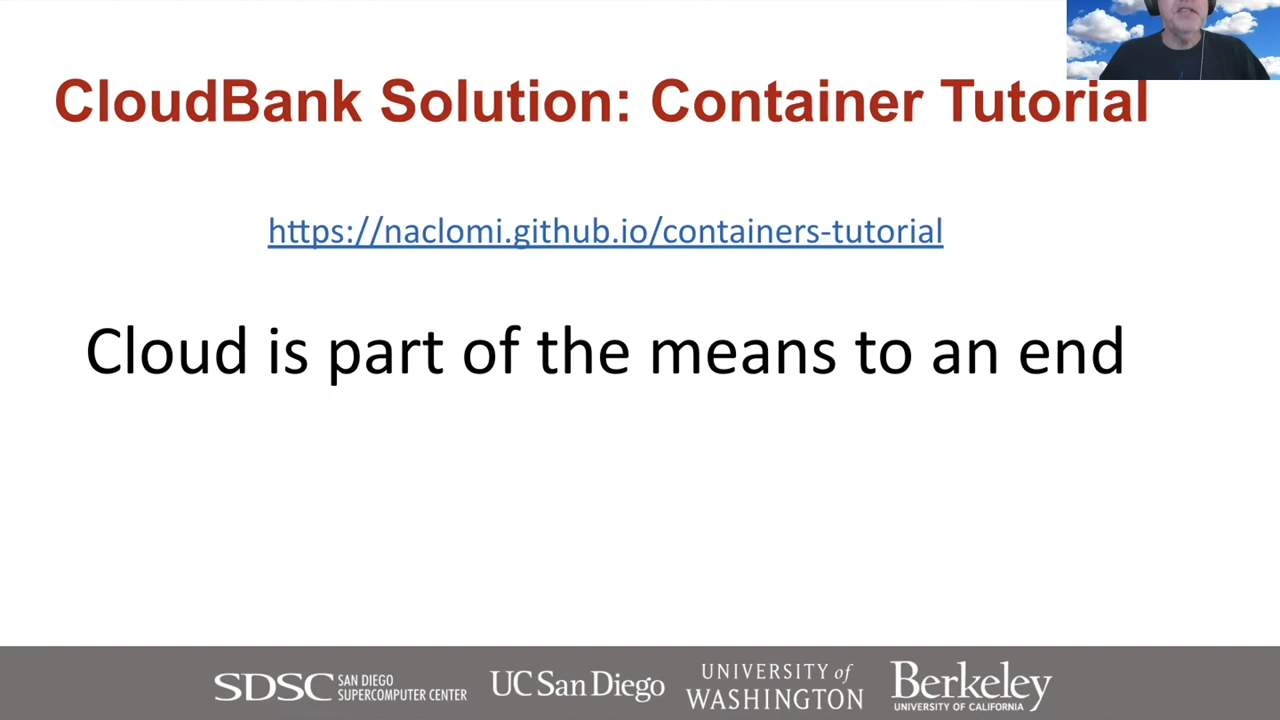 CloudBank Solution: Container Tutorial
https://naclomi.github.io/containers-tutorial
Cloud is part of the means to an end
SDSC SAN DIEGO SUPERCOMPUTER CENTER
UC San Diego
UNIVERSITY of WASHINGTON
Berkeley UNIVERSITY OF CALIFORNIA